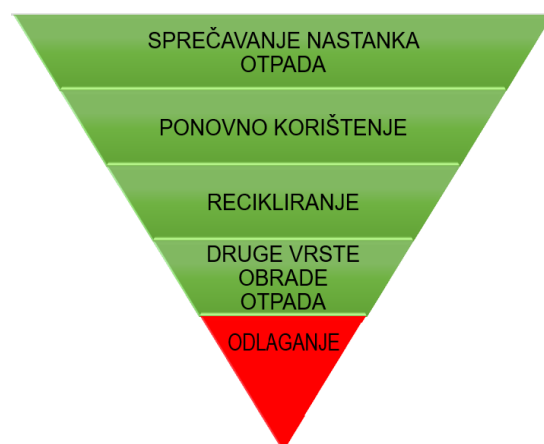 SPREČAVANJE NASTANKA
OTPADA
PONOVNO KORIŠTENJE
RECIKLIRANJE
DRUGE VRSTE
OBRADE
OTPADA
ODLAGANJE